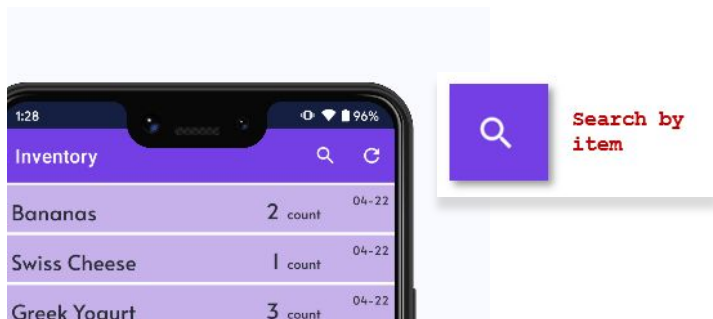 1:28
96%
Inventory
Bananas 2 count 04-22
Swiss Cheese 1 count 04-22
Greek Yogurt 3 count 04-22
Search by
item